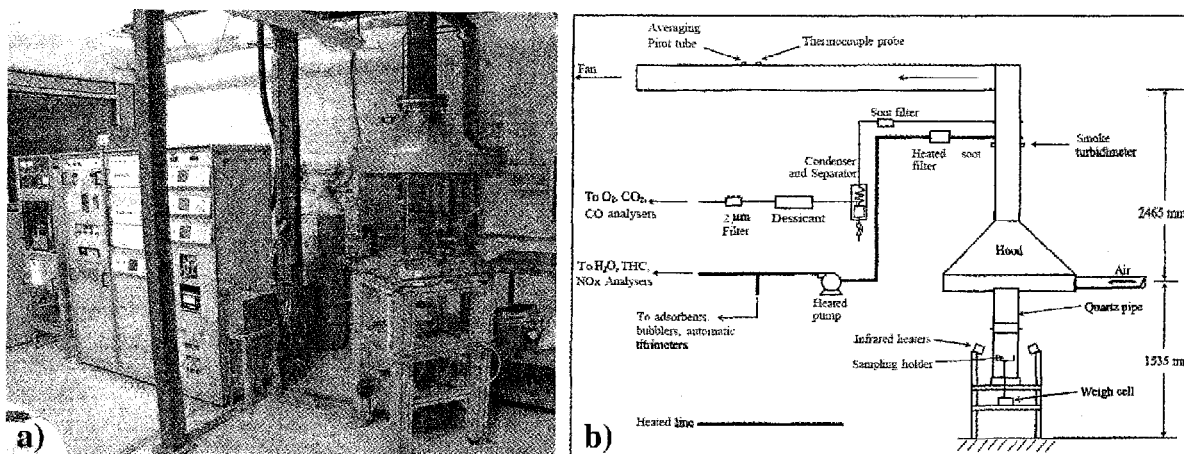 a)
b)
Averaging
Pitot tube
Thermocouple probe
Fan
Soot filter
Heated soot
filter
Smoke
turbidimeter
Condenser
and Separator
To O₂, CO₂,
CO analysers
2 µm
Filter
Dessicant
2465 mm
Hood
To H₂O, THC,
NOx Analysers
Air
Heated
pump
Quartz pipe
To adsorbents,
bubblers, automatic
titrimeters
Infrared heaters
Sampling holder
1535 mm
Weigh cell
Heated line